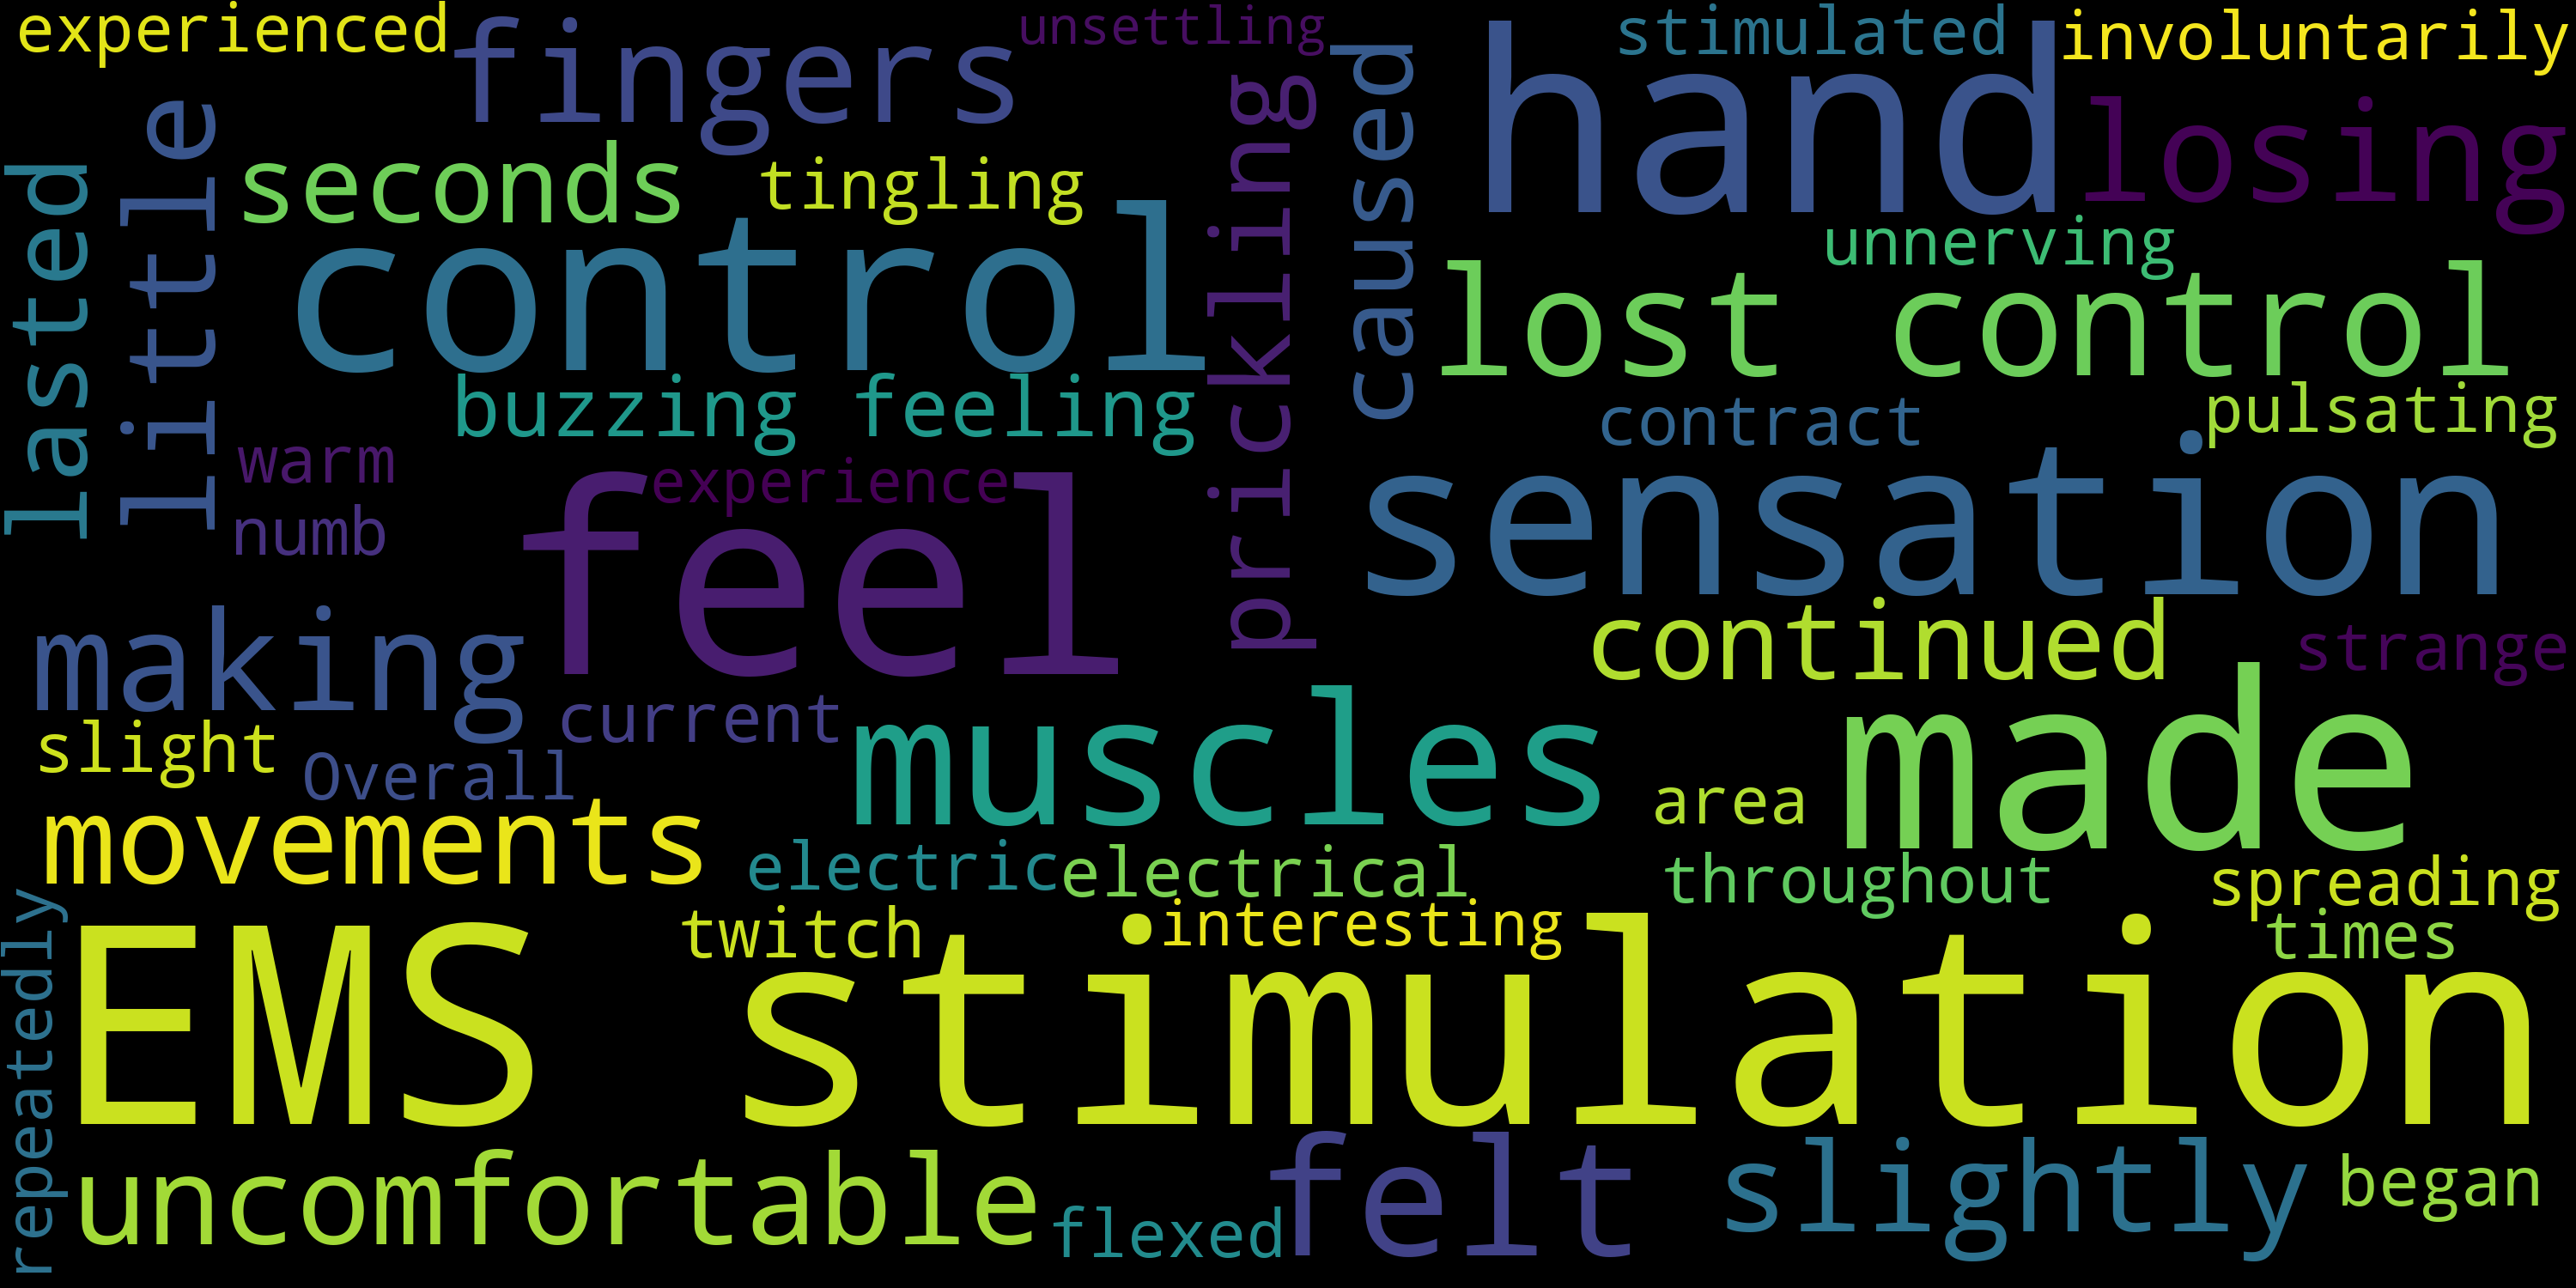 experienced
fingers
unsettling
stimulated
involuntarily
hand
losing
lasted
little
seconds
tingling
control
prickling
caused
unnerving
lost control
buzzing feeling
contract
pulsating
warm
experience
numb
feel
sensation
making
continued
strange
current
muscles
made
slight
Overall
area
movements
electric
electrical
throughout
spreading
repeatedly
twitch
interesting
times
EMS stimulation
uncomfortable
felt
slightly
began
flexed